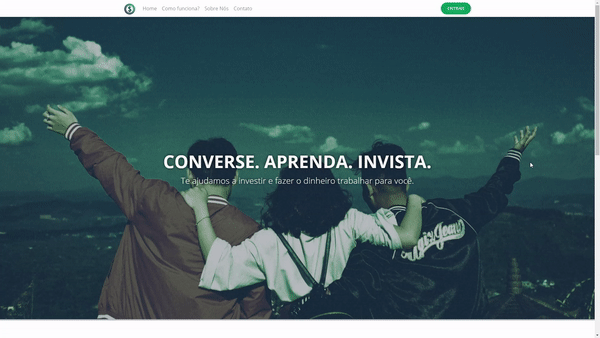 Home Como funciona? Sobre Nós Contato ENTRAR
CONVERSE. APRENDA. INVISTA.
Te ajudamos a investir e fazer o dinheiro trabalhar para você.